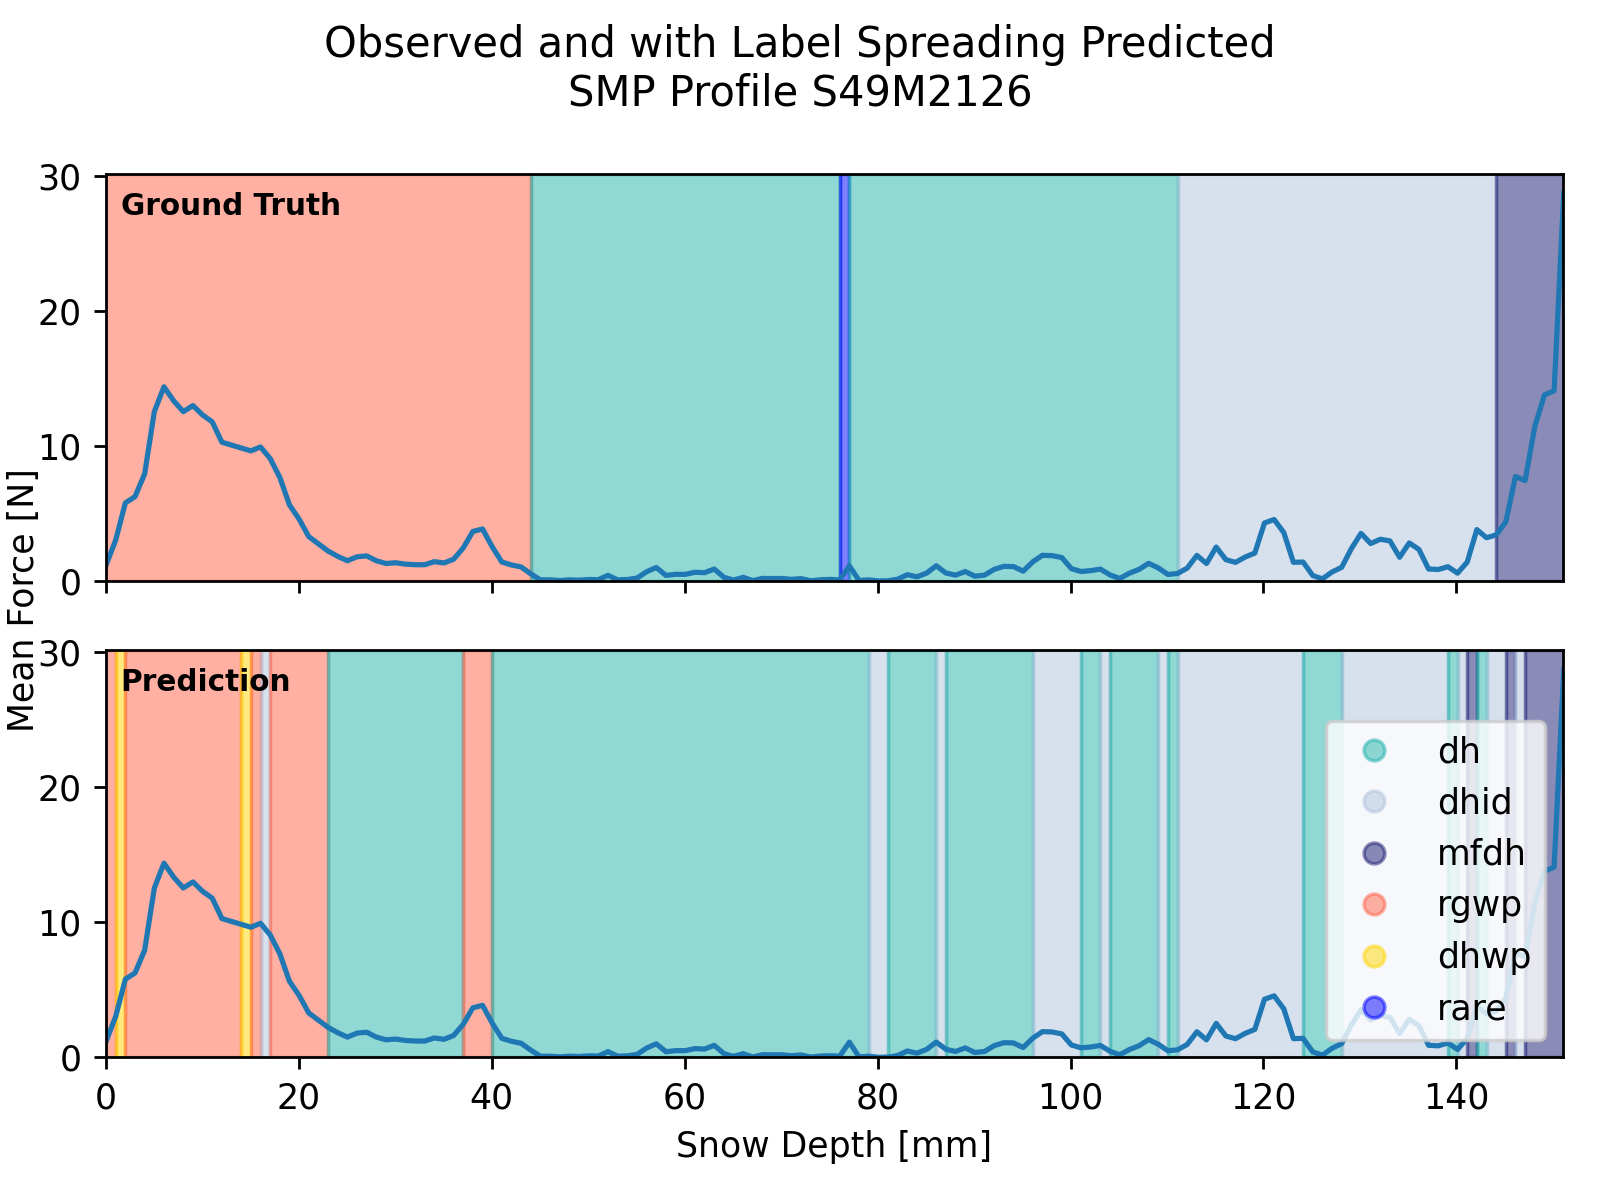 Observed and with Label Spreading Predicted
SMP Profile S49M2126
Mean Force [N]
30
20
10
0
Ground Truth
30
20
10
0
Prediction
dh
dhid
mfdh
rgwp
dhwp
rare
0 20 40 60 80 100 120 140
Snow Depth [mm]